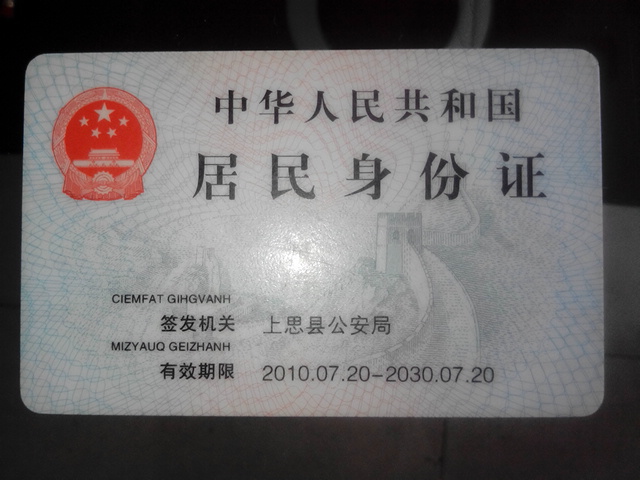 中华人民共和国
居民身份证
CIEMFAT GIHGVANH
签发机关 上思县公安局
MIZYAUQ GEIZHANH
有效期限 2010.07.20-2030.07.20